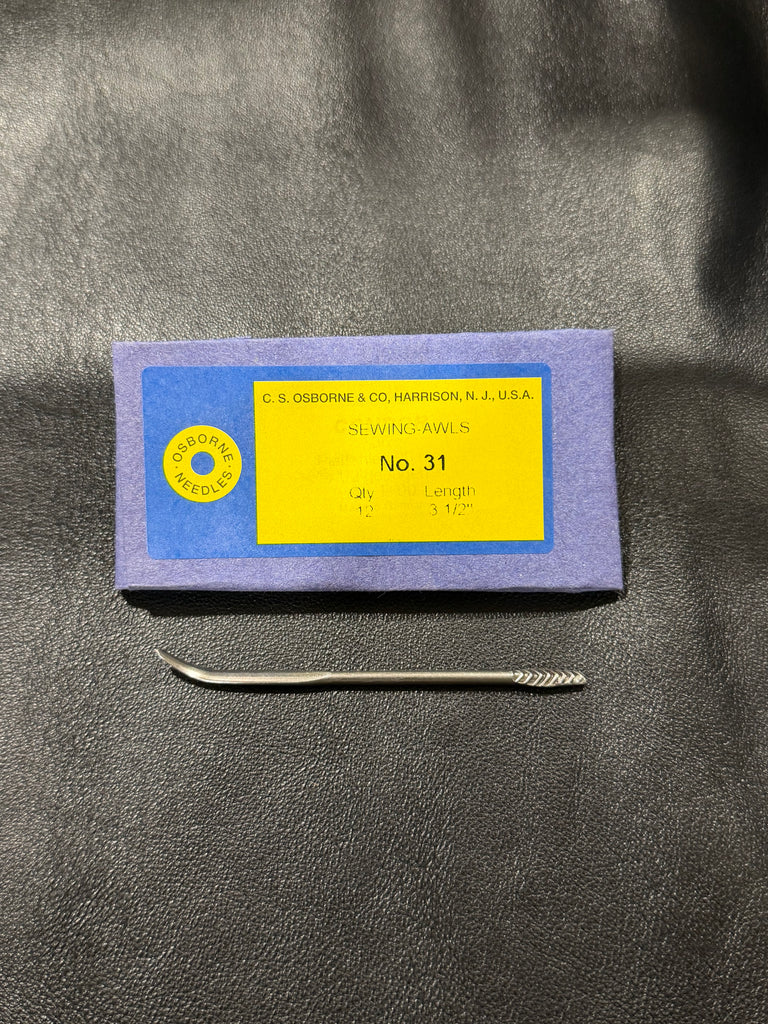 C. S. OSBORNE & CO, HARRISON, N. J., U.S.A.
SEWING-AWLS
No. 31
Qty Length
12 3 1/2"
OSBORNE
· NEEDLES ·